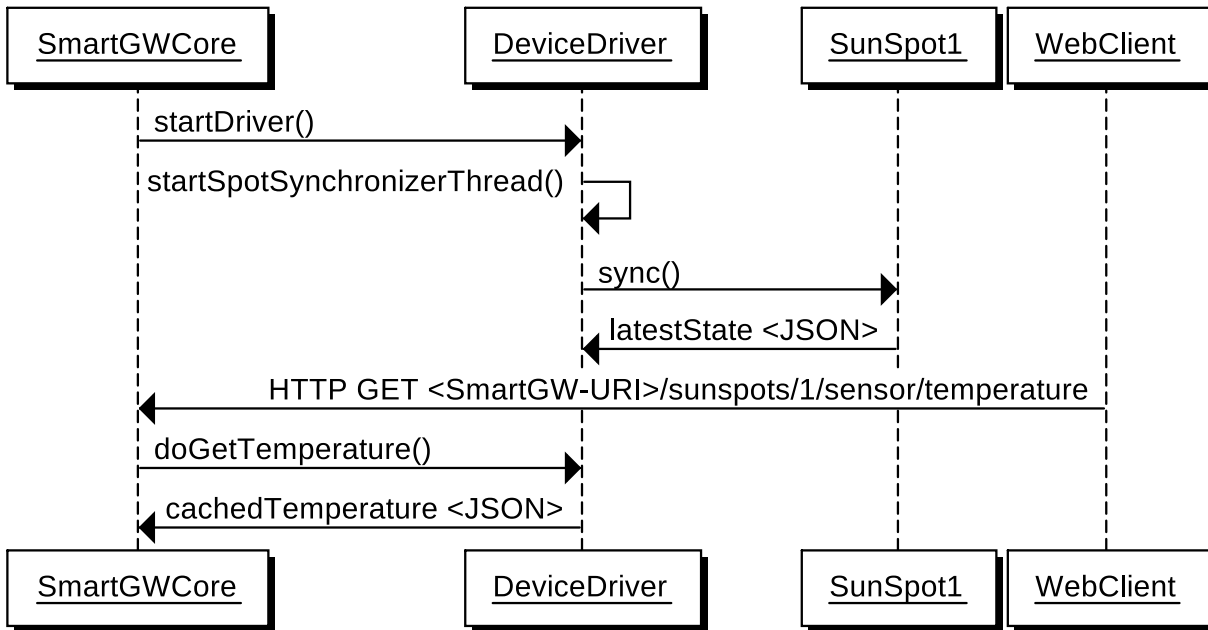 SmartGWCore DeviceDriver SunSpot1 WebClient
startDriver()
startSpotSynchronizerThread()
sync()
latestState <JSON>
HTTP GET <SmartGW-URI>/sunspots/1/sensor/temperature
doGetTemperature()
cachedTemperature <JSON>
SmartGWCore DeviceDriver SunSpot1 WebClient